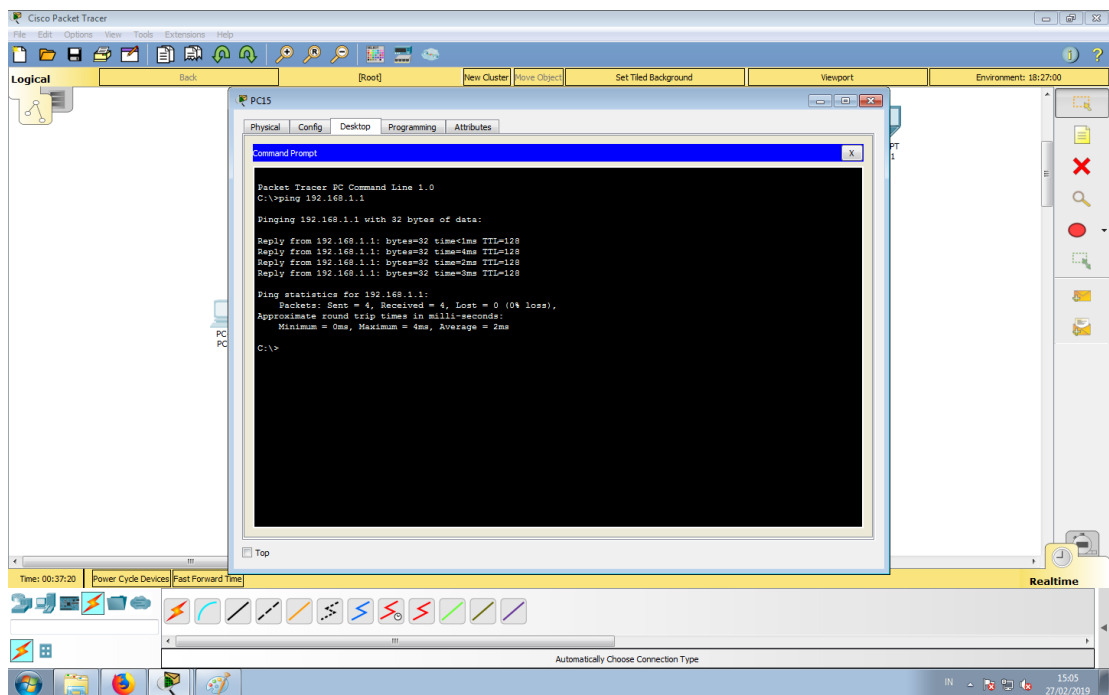 Cisco Packet Tracer
File Edit Options View Tools Extensions Help
Logical
Back
[Root]
New Cluster
Move Object
Set Tiled Background
Viewport
Environment: 18:27:00
PC15
Physical Config Desktop Programming Attributes
Command Prompt
X
Packet Tracer PC Command Line 1.0
C:\>ping 192.168.1.1
Pinging 192.168.1.1 with 32 bytes of data:
Reply from 192.168.1.1: bytes=32 time<1ms TTL=128
Reply from 192.168.1.1: bytes=32 time=4ms TTL=128
Reply from 192.168.1.1: bytes=32 time=2ms TTL=128
Reply from 192.168.1.1: bytes=32 time=3ms TTL=128
Ping statistics for 192.168.1.1:
Packets: Sent = 4, Received = 4, Lost = 0 (0% loss),
Approximate round trip times in milli-seconds:
Minimum = 0ms, Maximum = 4ms, Average = 2ms
C:\>
PT
1
PC
PC
Top
Time: 00:37:20
Power Cycle Devices
Fast Forward Time
Realtime
Automatically Choose Connection Type
IN
15:05
27/02/2019